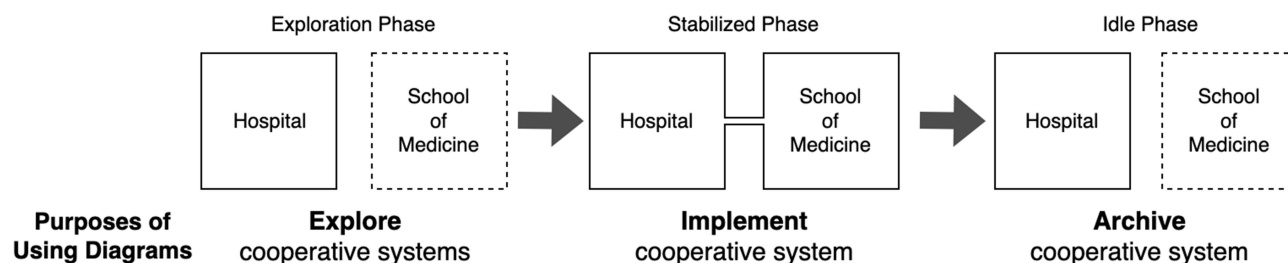 Exploration Phase
Stabilized Phase
Idle Phase
Hospital
School
of
Medicine
Hospital
School
of
Medicine
Hospital
School
of
Medicine
Purposes of
Using Diagrams
Explore
cooperative systems
Implement
cooperative system
Archive
cooperative system